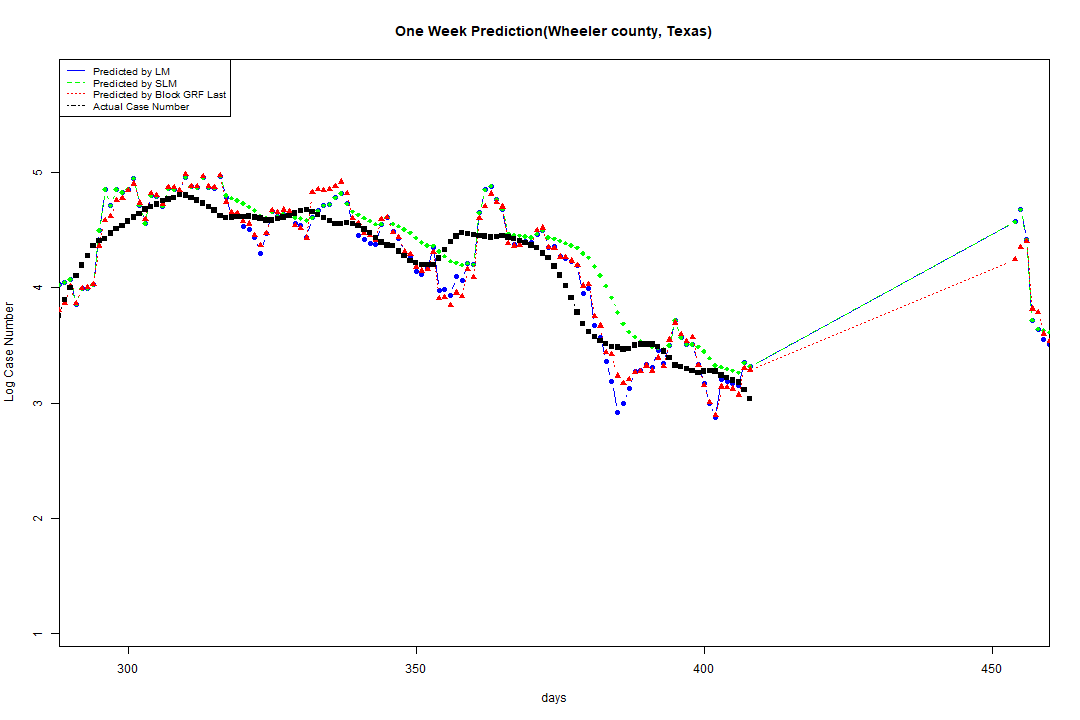 One Week Prediction(Wheeler county, Texas)
Predicted by LM
Predicted by SLM
Predicted by Block GRF Last
Actual Case Number
5
4
3
2
1
Log Case Number
300
350
400
450
days